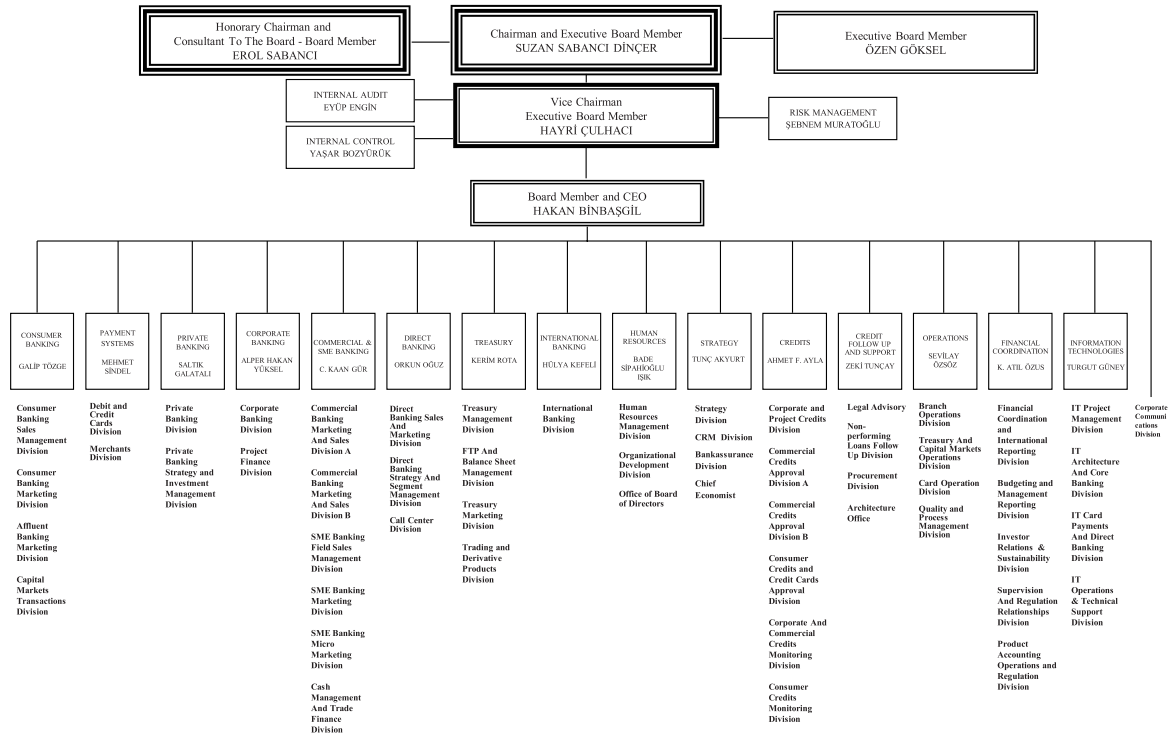 Honorary Chairman and
Consultant To The Board - Board Member
EROL SABANCI
Chairman and Executive Board Member
SUZAN SABANCI DİNÇER
Executive Board Member
ÖZEN GÖKSEL
INTERNAL AUDIT
EYÜP ENGİN
INTERNAL CONTROL
YAŞAR BOZYÜRÜK
Vice Chairman
Executive Board Member
HAYRİ ÇULHACI
RISK MANAGEMENT
ŞEBNEM MURATOĞLU
Board Member and CEO
HAKAN BİNBAŞGİL
CONSUMER
BANKING
GALİP TÖZGE
PAYMENT
SYSTEMS
MEHMET
SİNDEL
PRIVATE
BANKING
SALTIK
GALATALI
CORPORATE
BANKING
ALPER HAKAN
YÜKSEL
COMMERCIAL &
SME BANKING
C. KAAN GÜR
DIRECT
BANKING
ORKUN OĞUZ
TREASURY
KERİM ROTA
INTERNATIONAL
BANKING
HÜLYA KEFELİ
HUMAN
RESOURCES
BADE
SİPAHİOĞLU
IŞIK
STRATEGY
TUNÇ AKYURT
CREDITS
AHMET F. AYLA
CREDIT
FOLLOW UP
AND SUPPORT
ZEKİ TUNÇAY
OPERATIONS
SEVİLAY
ÖZSÖZ
FINANCIAL
COORDINATION
K. ATIL ÖZUS
INFORMATION
TECHNOLOGIES
TURGUT GÜNEY
Consumer
Banking
Sales
Management
Division
Consumer
Banking
Marketing
Division
Affluent
Banking
Marketing
Division
Capital
Markets
Transactions
Division
Debit and
Credit
Cards
Division
Merchants
Division
Private
Banking
Division
Private
Banking
Strategy and
Investment
Management
Division
Corporate
Banking
Division
Project
Finance
Division
Commercial
Banking
Marketing
And Sales
Division A
Commercial
Banking
Marketing
And Sales
Division B
SME Banking
Field Sales
Management
Division
SME Banking
Marketing
Division
SME Banking
Micro
Marketing
Division
Cash
Management
And Trade
Finance
Division
Direct
Banking Sales
And
Marketing
Division
Direct
Banking
Strategy And
Segment
Management
Division
Call Center
Division
Treasury
Management
Division
FTP And
Balance Sheet
Management
Division
Treasury
Marketing
Division
Trading and
Derivative
Products
Division
International
Banking
Division
Human
Resources
Management
Division
Organizational
Development
Division
Office of Board
of Directors
Strategy
Division
CRM Division
Bankassurance
Division
Chief
Economist
Corporate and
Project Credits
Division
Commercial
Credits
Approval
Division A
Commercial
Credits
Approval
Division B
Consumer
Credits and
Credit Cards
Approval
Division
Corporate And
Commercial
Credits
Monitoring
Division
Consumer
Credits
Monitoring
Division
Legal Advisory
Non-
performing
Loans Follow
Up Division
Procurement
Division
Architecture
Office
Branch
Operations
Division
Treasury And
Capital Markets
Operations
Division
Card Operation
Division
Quality and
Process
Management
Division
Financial
Coordination
and
International
Reporting
Division
Budgeting and
Management
Reporting
Division
Investor
Relations &
Sustainability
Division
Supervision
And Regulation
Relationships
Division
Product
Accounting
Operations and
Regulation
Division
IT Project
Management
Division
IT
Architecture
And Core
Banking
Division
IT Card
Payments
And Direct
Banking
Division
IT
Operations
& Technical
Support
Division
Corporate
Communi
cations
Division